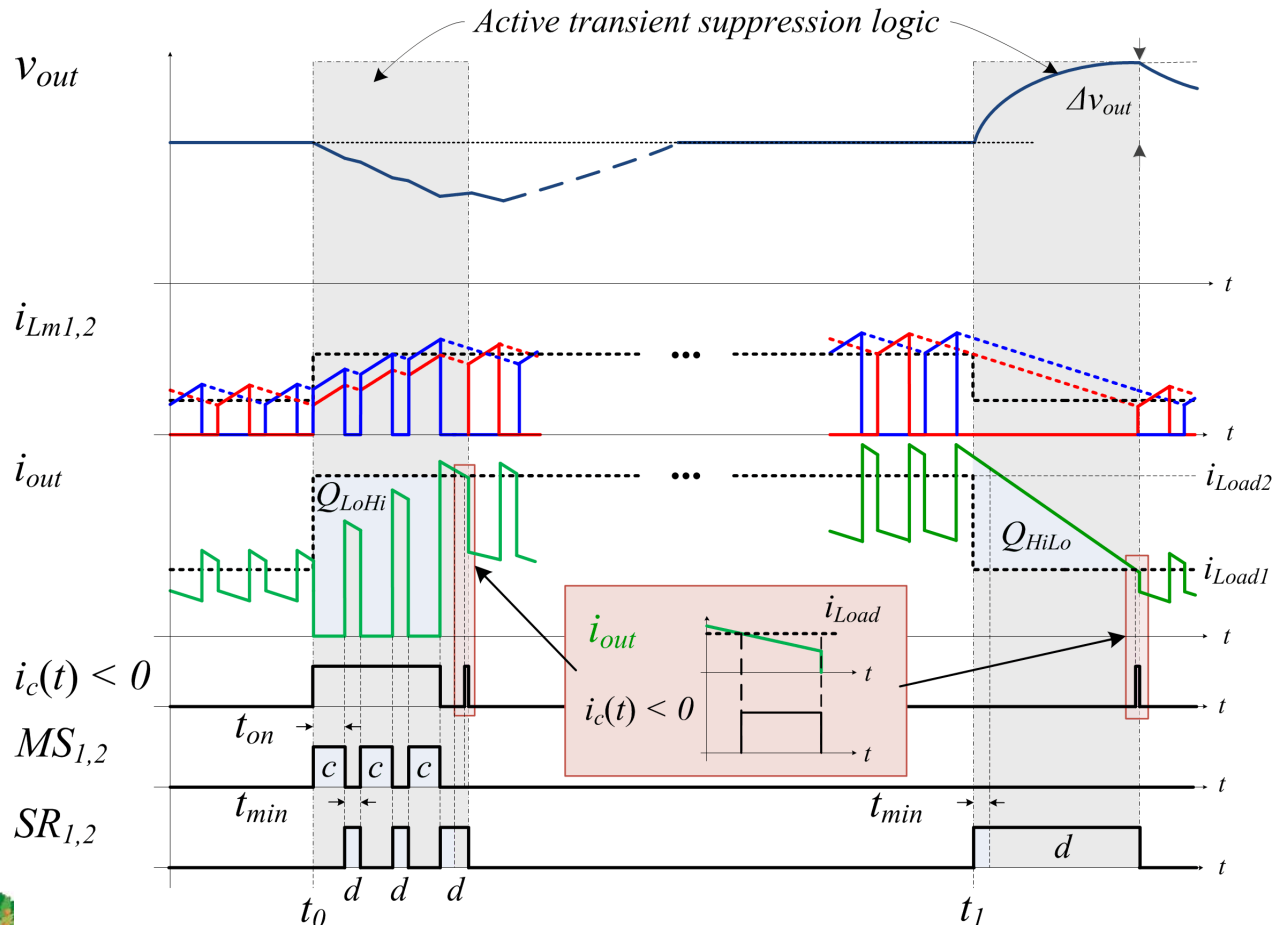 Active transient suppression logic
v_out
Δv_out
t
i_Lm1,2
...
t
i_out
Q_LoHi
...
i_Load2
Q_HiLo
i_Load1
t
i_out
i_Load
t
i_c(t) < 0
t
i_c(t) < 0
t
t_on
MS_1,2
c c c
t
t_min
t_min
SR_1,2
d
t
d d d
t_0
t_1